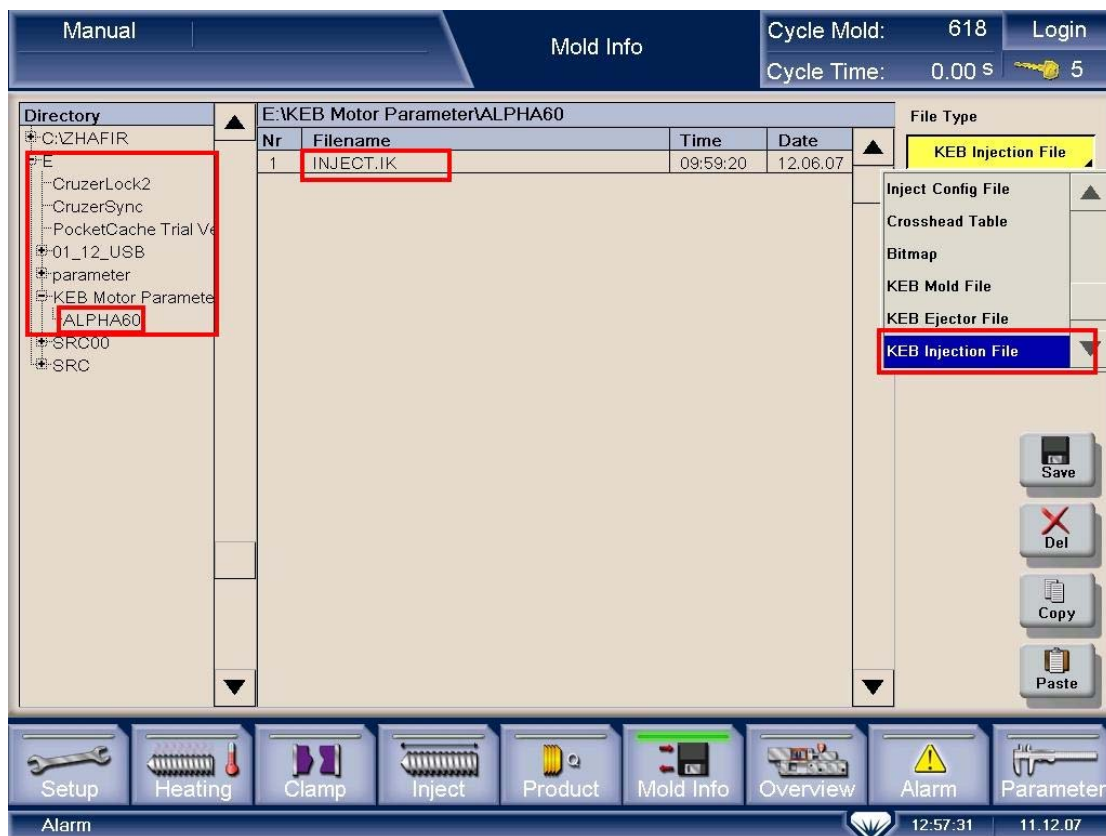 Manual
Mold Info
Cycle Mold: 618
Login
Cycle Time: 0.00 S
5
Directory
C:\ZHAFIR
E
CruzerLock2
CruzerSync
PocketCache Trial Ve
01_12_USB
parameter
KEB Motor Paramete
ALPHA60
SRC00
SRC
E:\KEB Motor Parameter\ALPHA60
Nr Filename Time Date
1 INJECT.IK 09:59:20 12.06.07
File Type
KEB Injection File
Inject Config File
Crosshead Table
Bitmap
KEB Mold File
KEB Ejector File
KEB Injection File
Save
Del
Copy
Paste
Setup Heating Clamp Inject Product Mold Info Overview Alarm Parameter
Alarm 12:57:31 11.12.07